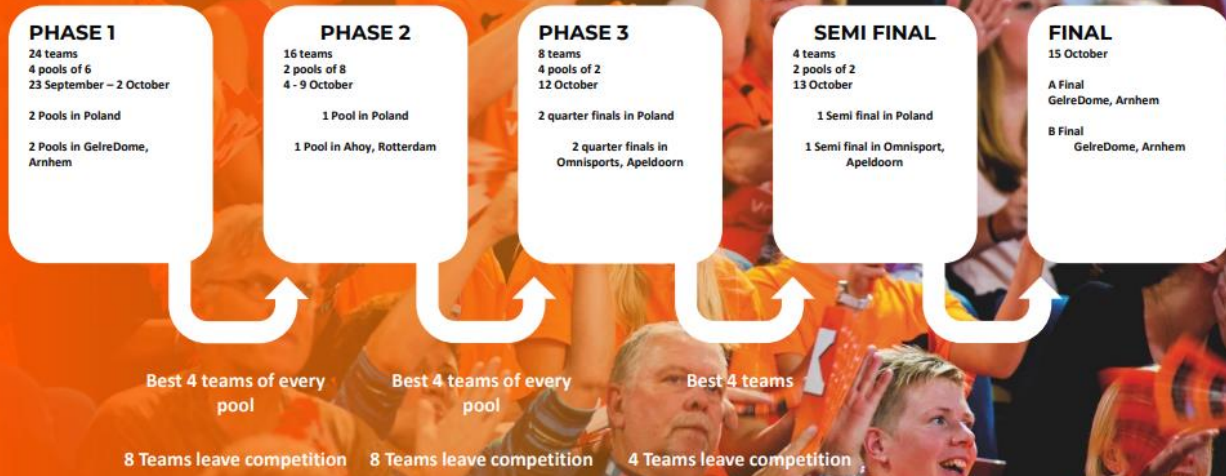 PHASE 1
24 teams
4 pools of 6
23 September – 2 October
2 Pools in Poland
2 Pools in GelreDome,
Arnhem
PHASE 2
16 teams
2 pools of 8
4 - 9 October
1 Pool in Poland
1 Pool in Ahoy, Rotterdam
PHASE 3
8 teams
4 pools of 2
12 October
2 quarter finals in Poland
2 quarter finals in
Omnisports, Apeldoorn
SEMI FINAL
4 teams
2 pools of 2
13 October
1 Semi final in Poland
1 Semi final in Omnisport,
Apeldoorn
FINAL
15 October
A Final
GelreDome, Arnhem
B Final
GelreDome, Arnhem
Best 4 teams of every
pool
8 Teams leave competition
Best 4 teams of every
pool
8 Teams leave competition
Best 4 teams
4 Teams leave competition